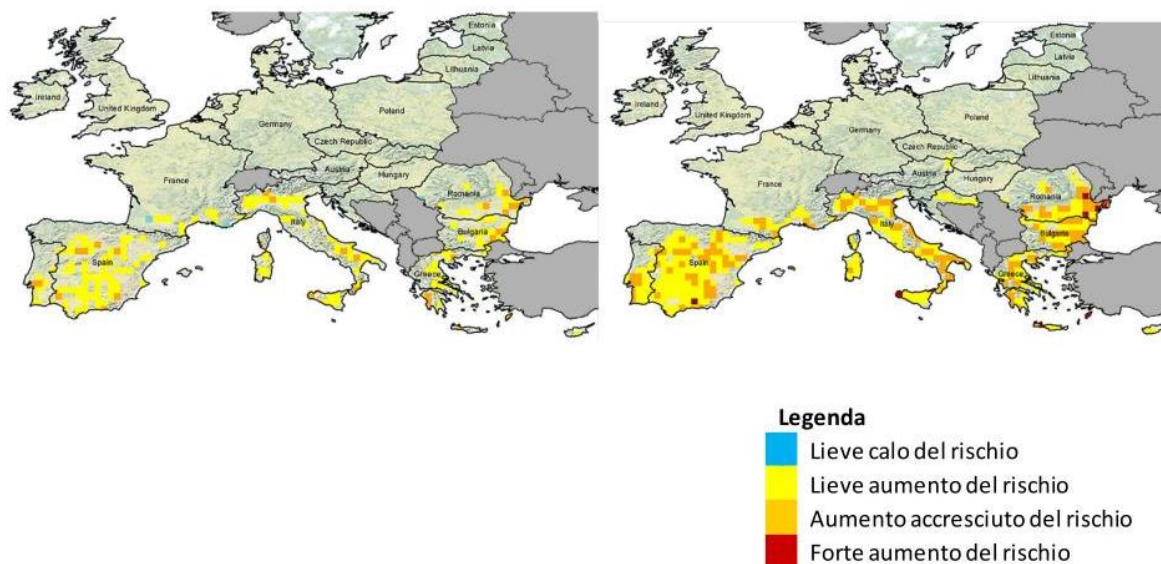 Estonia
Latvia
Lithuania
Ireland
United Kingdom
Poland
Germany
Czech Republic
Austria
Hungary
France
Romania
Italy
Bulgaria
Spain
Greece
Estonia
Latvia
Lithuania
Ireland
United Kingdom
Poland
Germany
Czech Republic
Austria
Hungary
France
Romania
Italy
Bulgaria
Spain
Greece
Legenda
Lieve calo del rischio
Lieve aumento del rischio
Aumento accresciuto del rischio
Forte aumento del rischio